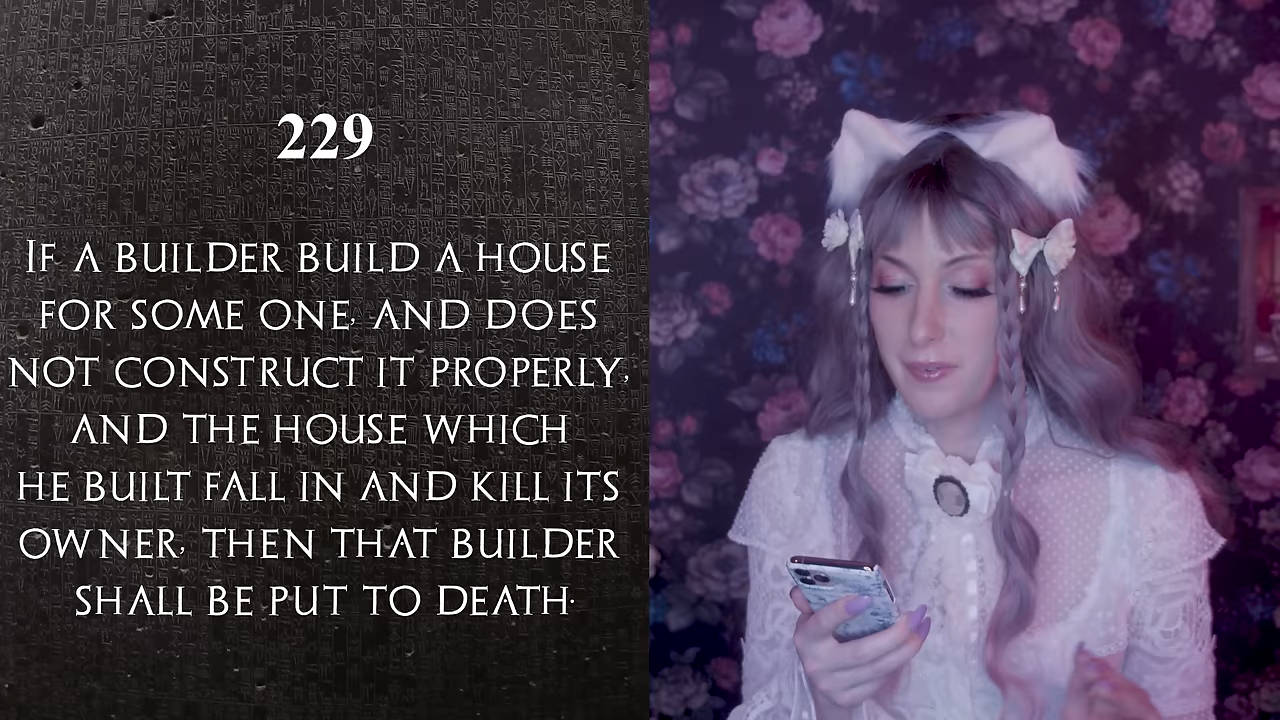 229
IF A BUILDER BUILD A HOUSE
FOR SOME ONE, AND DOES
NOT CONSTRUCT IT PROPERLY,
AND THE HOUSE WHICH
HE BUILT FALL IN AND KILL ITS
OWNER, THEN THAT BUILDER
SHALL BE PUT TO DEATH.